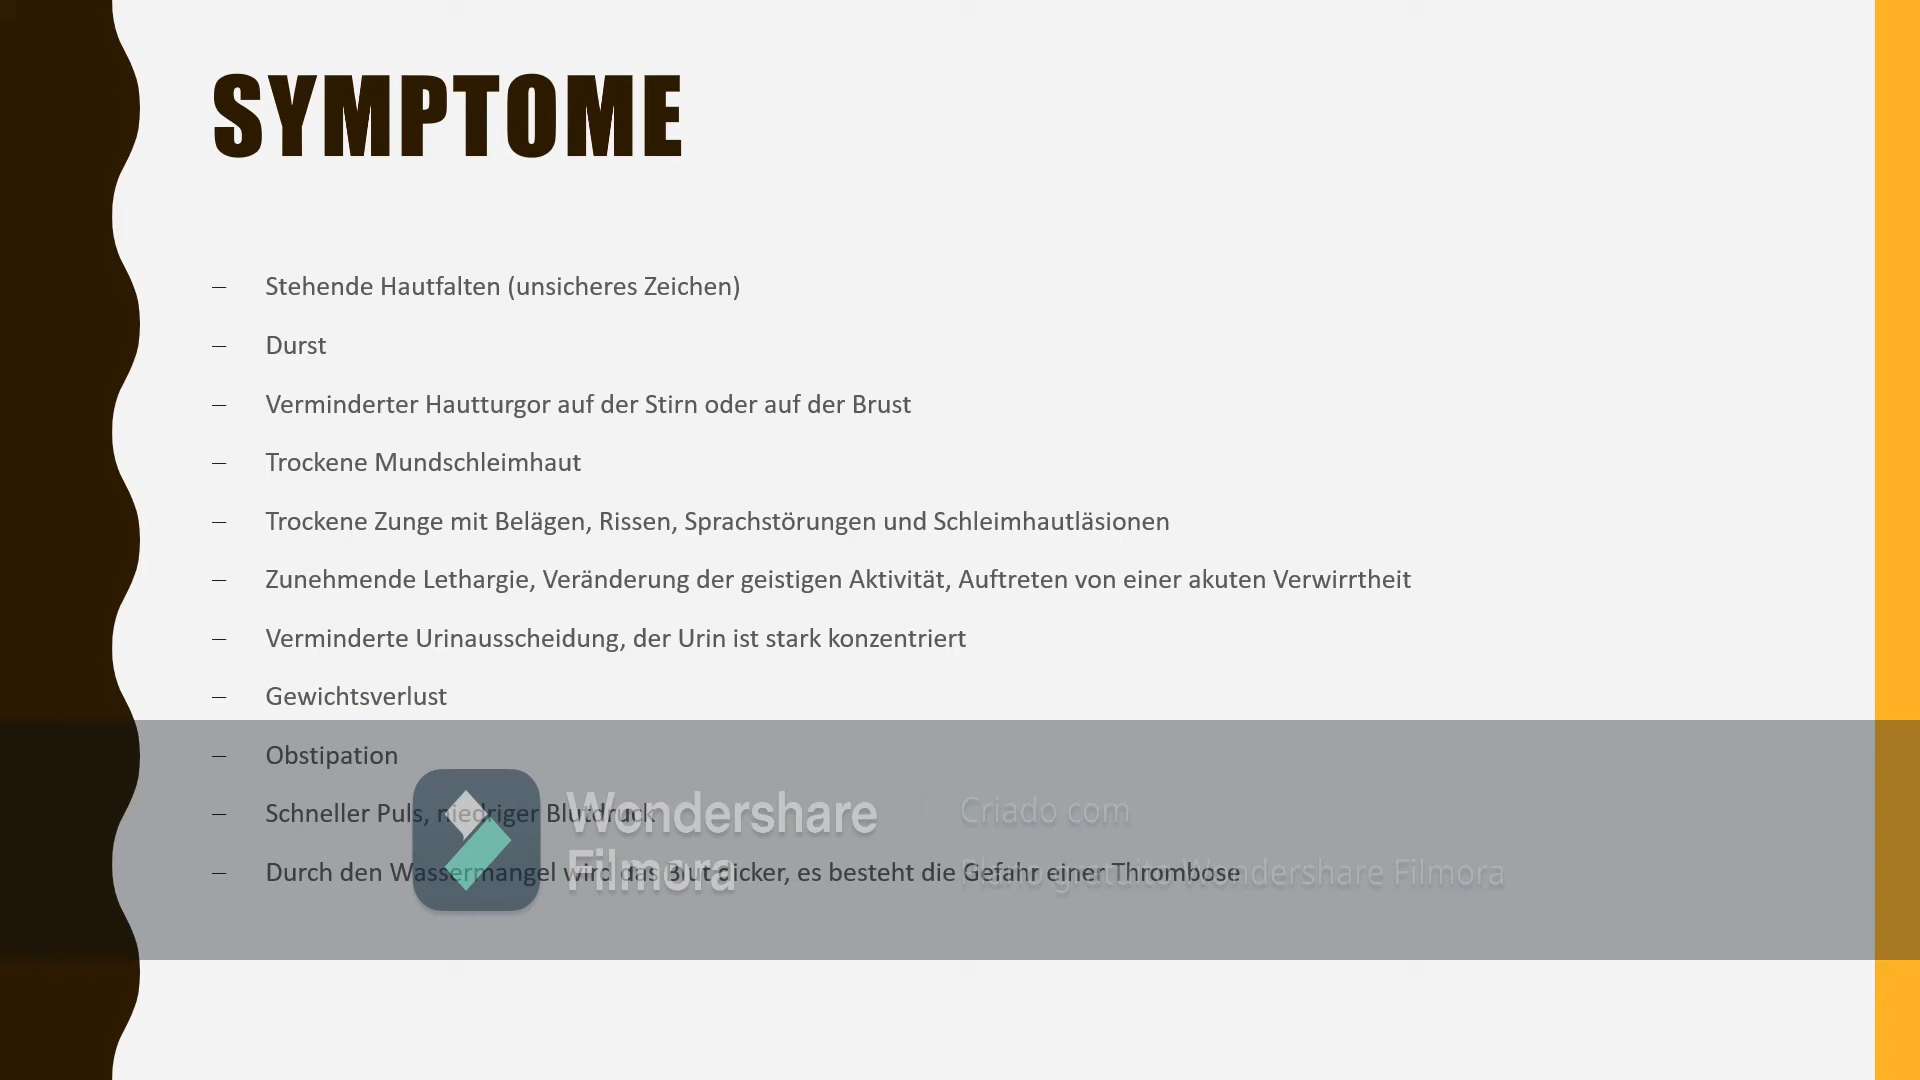 SYMPTOME
– Stehende Hautfalten (unsicheres Zeichen)
– Durst
– Verminderter Hautturgor auf der Stirn oder auf der Brust
– Trockene Mundschleimhaut
– Trockene Zunge mit Belägen, Rissen, Sprachstörungen und Schleimhautläsionen
– Zunehmende Lethargie, Veränderung der geistigen Aktivität, Auftreten von einer akuten Verwirrtheit
– Verminderte Urinausscheidung, der Urin ist stark konzentriert
– Gewichtsverlust
– Obstipation
– Schneller Puls, niedriger Blutdruck
– Durch den Wassermangel wird das Blut dicker, es besteht die Gefahr einer Thrombose
Wondershare
Filmora
Criado com
Plano gratuito Wondershare Filmora